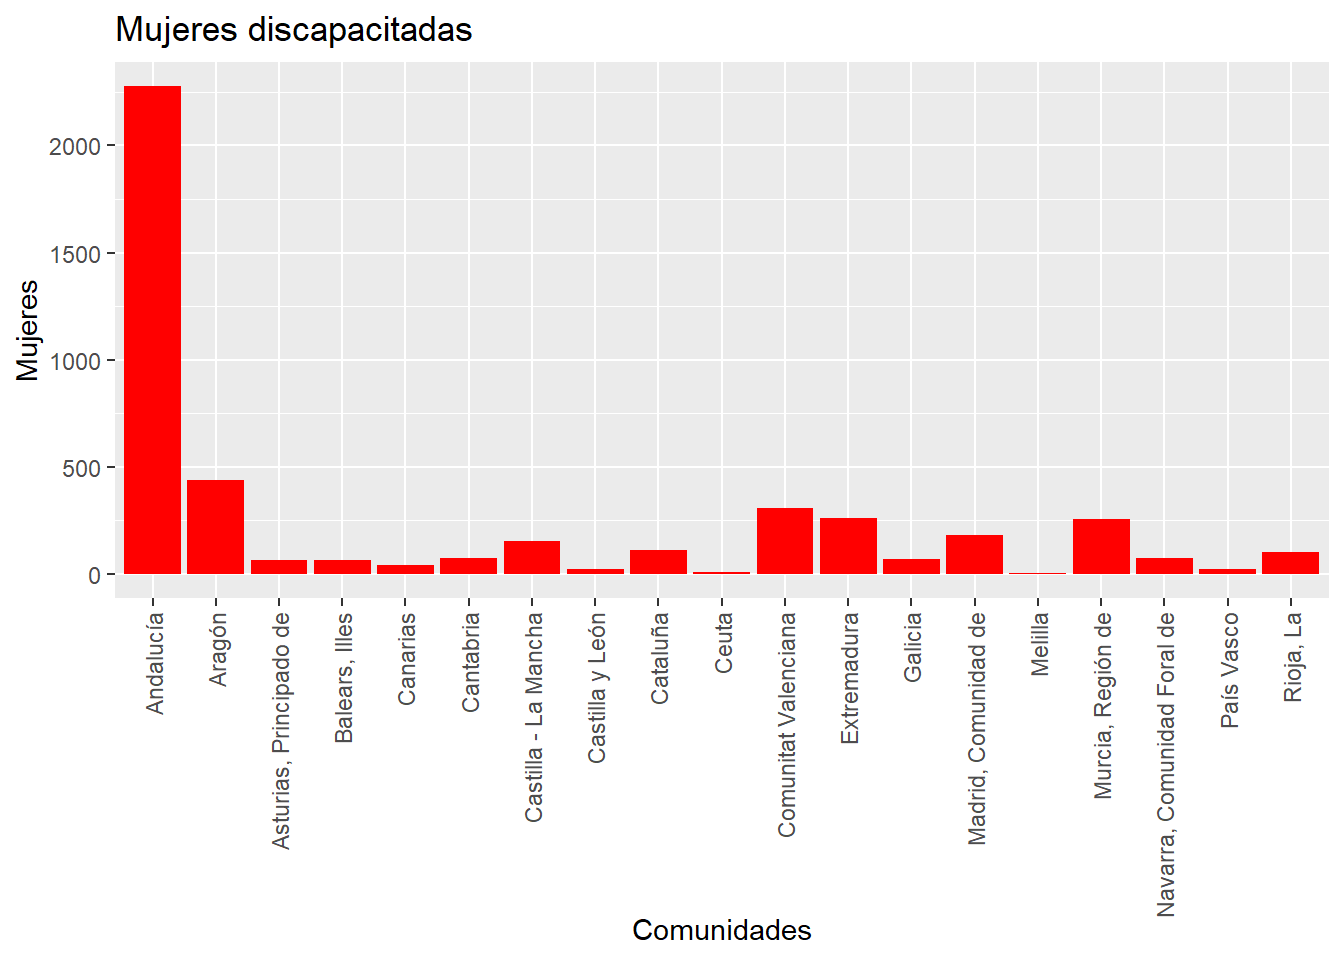 Mujeres discapacitadas
Mujeres
2000
1500
1000
500
0
Andalucía
Aragón
Asturias, Principado de
Balears, Illes
Canarias
Cantabria
Castilla - La Mancha
Castilla y León
Cataluña
Ceuta
Comunitat Valenciana
Extremadura
Galicia
Madrid, Comunidad de
Melilla
Murcia, Región de
Navarra, Comunidad Foral de
País Vasco
Rioja, La
Comunidades